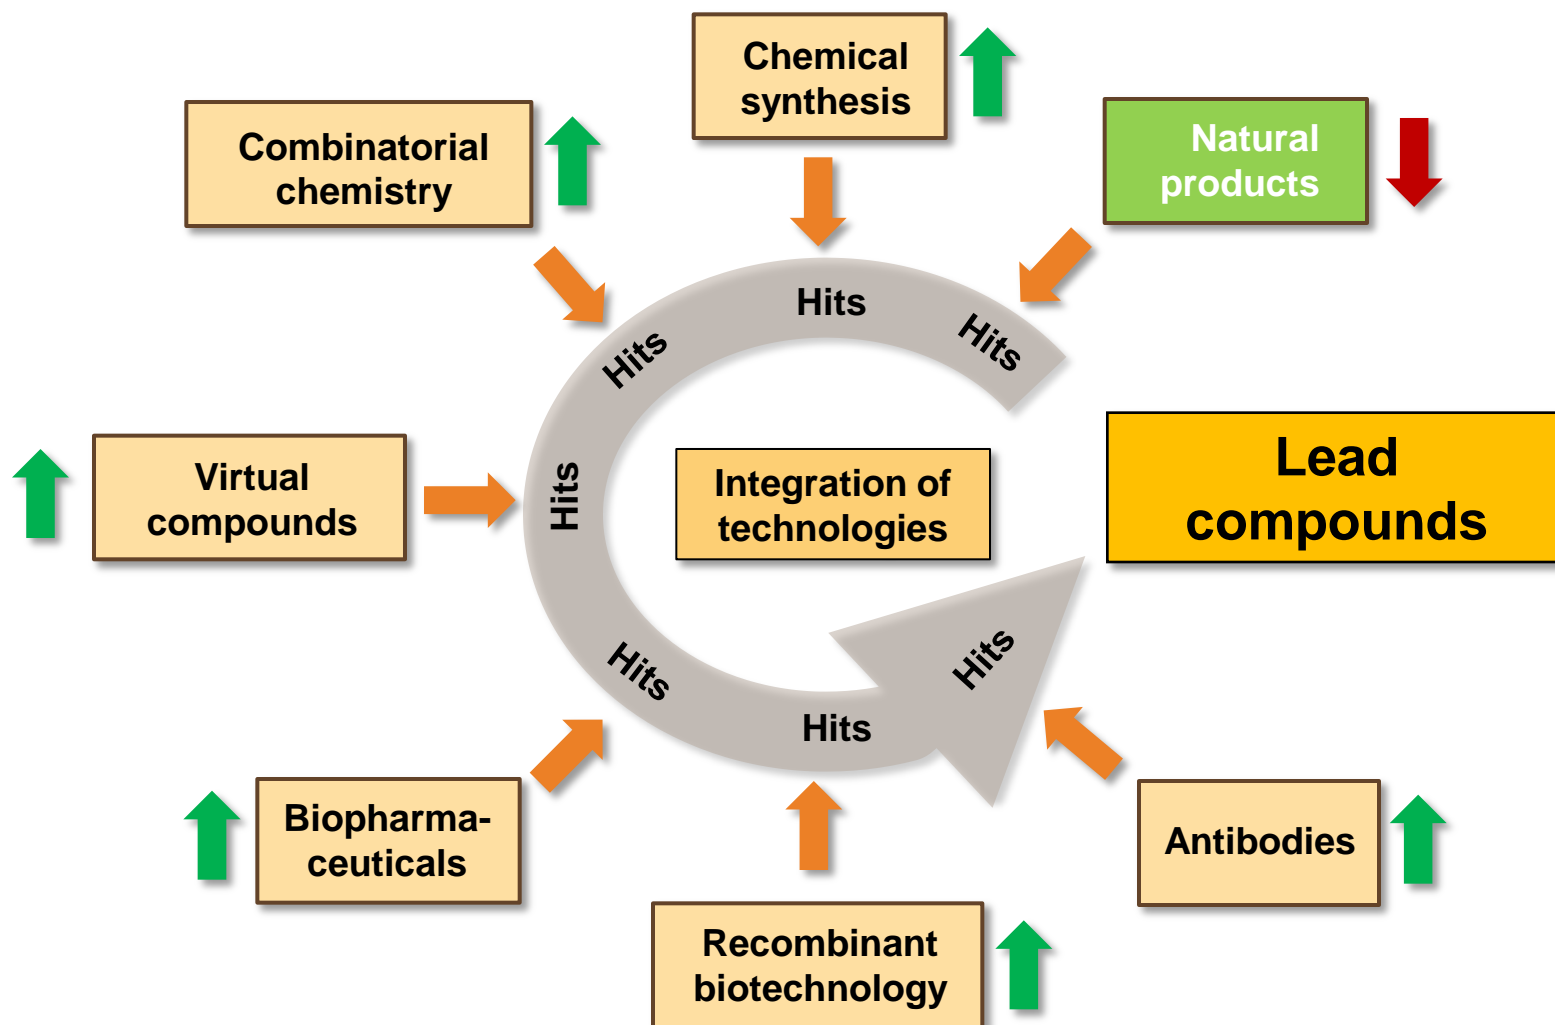 Chemical
synthesis
Combinatorial
chemistry
Natural
products
Hits
Hits
Hits
Hits
Virtual
compounds
Integration of
technologies
Lead
compounds
Hits
Hits
Hits
Biopharma-
ceuticals
Antibodies
Recombinant
biotechnology